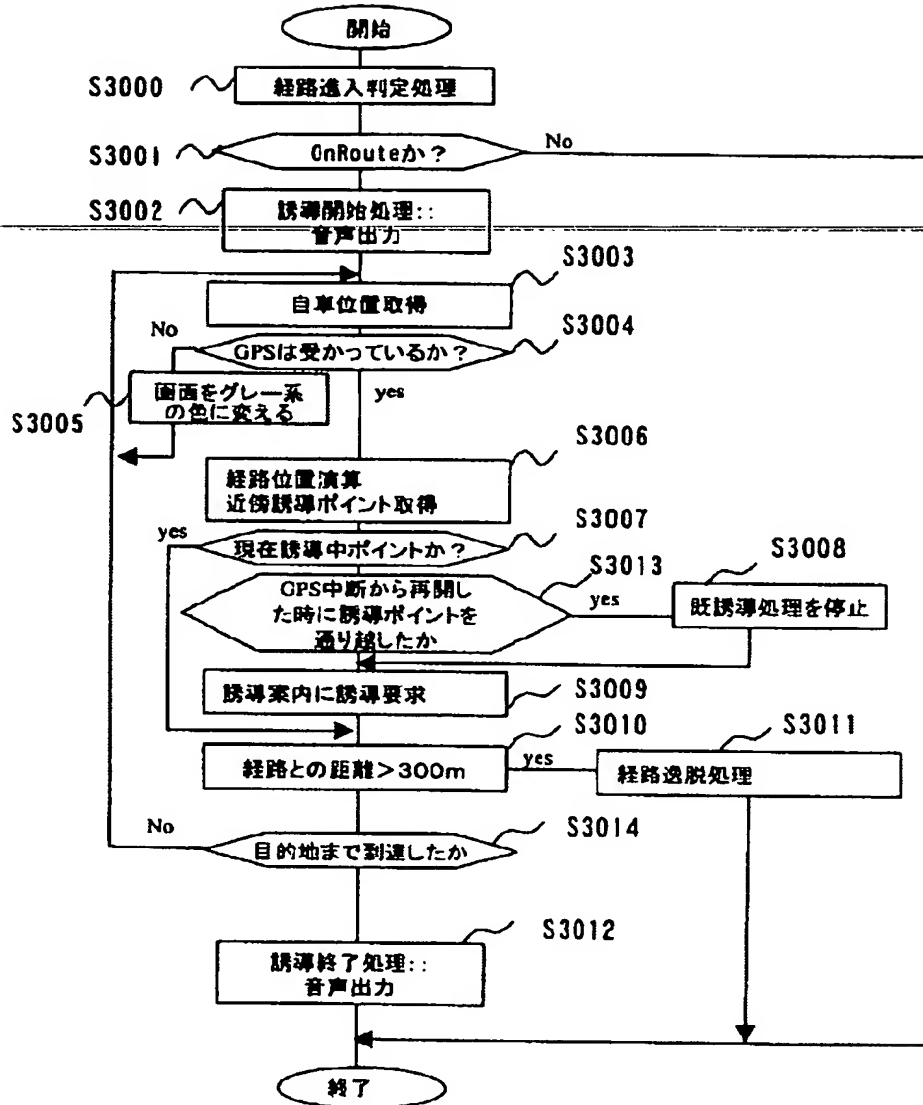 開始
S3000
経路進入判定処理
S3001
OnRouteか？
No
S3002
誘導開始処理::
音声出力
S3003
自車位置取得
S3004
No
GPSは受かっているか？
yes
S3005
画面をグレー系
の色に変える
S3006
経路位置演算
近傍誘導ポイント取得
S3007
yes
現在誘導中ポイントか？
S3013
GPS中断から再開し
た時に誘導ポイントを
通り越したか
yes
S3008
既誘導処理を停止
S3009
誘導案内に誘導要求
S3010
経路との距離＞300m
yes
S3011
経路逸脱処理
No
S3014
目的地まで到達したか
S3012
誘導終了処理::
音声出力
終了